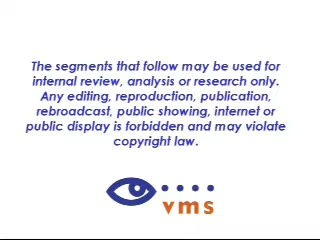 The segments that follow may be used for
internal review, analysis or research only.
Any editing, reproduction, publication,
rebroadcast, public showing, internet or
public display is forbidden and may violate
copyright law.
vms